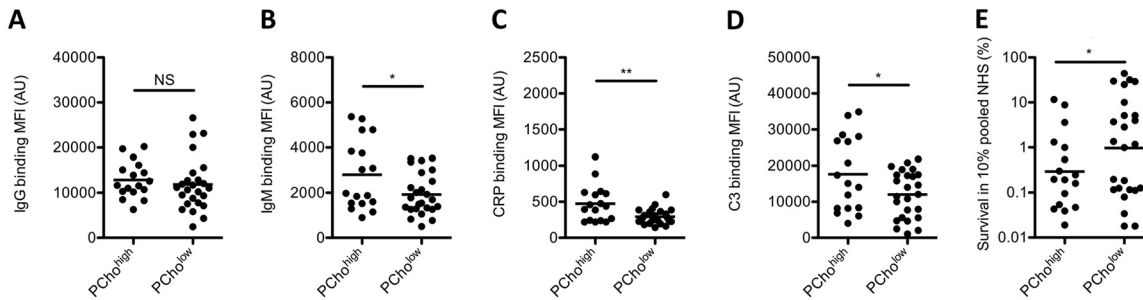 A
IgG binding MFI (AU)
40000
30000
20000
10000
0
NS
PCho^high
PCho^low
B
IgM binding MFI (AU)
8000
6000
4000
2000
0
*
PCho^high
PCho^low
C
CRP binding MFI (AU)
2500
2000
1500
1000
500
0
**
PCho^high
PCho^low
D
C3 binding MFI (AU)
50000
40000
30000
20000
10000
0
*
PCho^high
PCho^low
E
Survival in 10% pooled NHS (%)
100
10
1
0.1
0.01
*
PCho^high
PCho^low